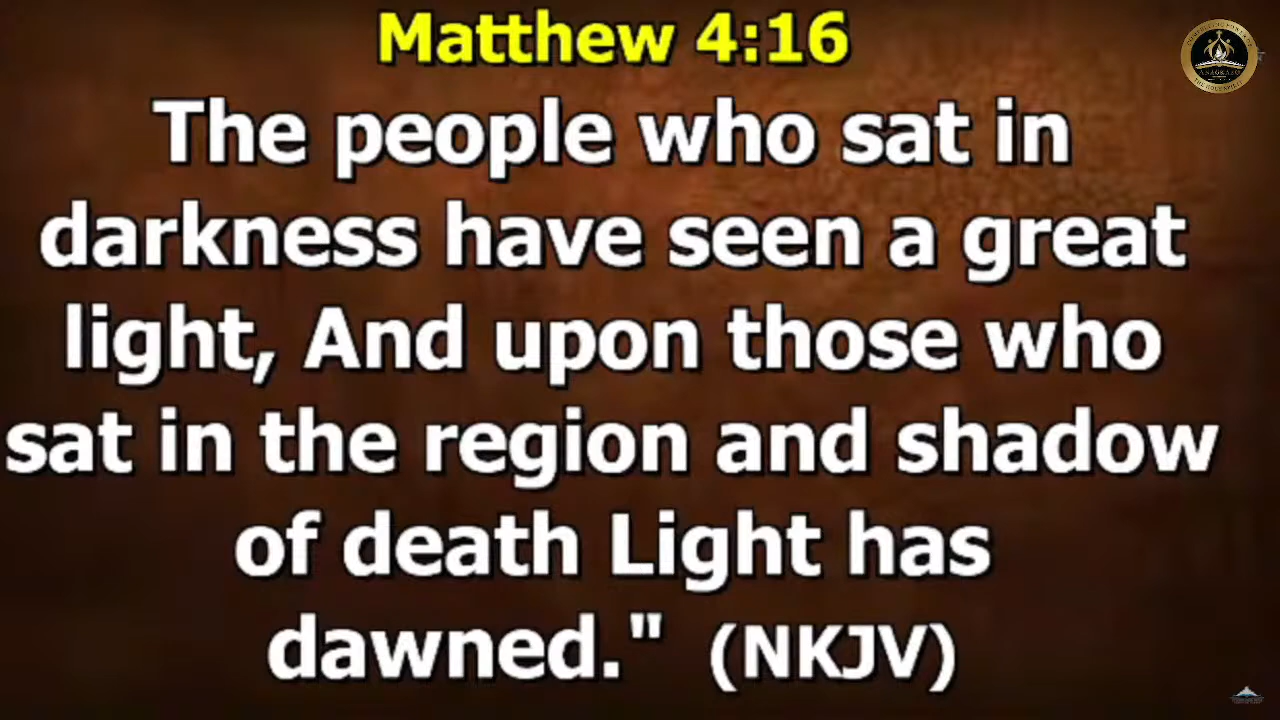 Matthew 4:16
The people who sat in
darkness have seen a great
light, And upon those who
sat in the region and shadow
of death Light has
dawned." (NKJV)